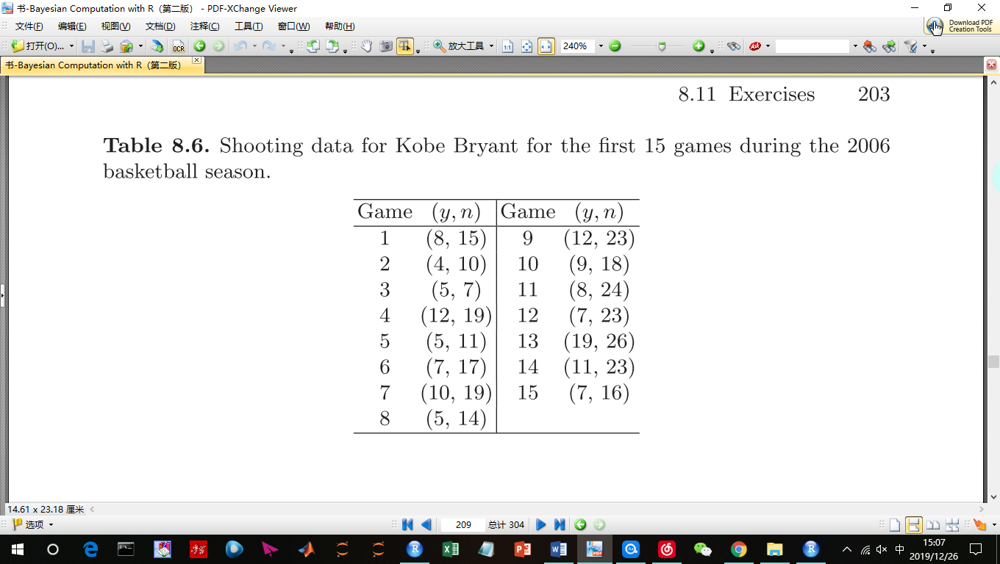 书-Bayesian Computation with R（第二版） - PDF-XChange Viewer
文件(F) 编辑(E) 视图(V) 文档(D) 注释(C) 工具(T) 窗口(W) 帮助(H)
Download PDF
Creation Tools
打开(O)... OCR 放大工具 1:1 240% ask
书-Bayesian Computation with R（第二版）
8.11 Exercises 203
Table 8.6. Shooting data for Kobe Bryant for the first 15 games during the 2006
basketball season.
Game (y, n) Game (y, n)
1 (8, 15) 9 (12, 23)
2 (4, 10) 10 (9, 18)
3 (5, 7) 11 (8, 24)
4 (12, 19) 12 (7, 23)
5 (5, 11) 13 (19, 26)
6 (7, 17) 14 (11, 23)
7 (10, 19) 15 (7, 16)
8 (5, 14)
14.61 x 23.18 厘米
选项 209 总计 304
中 15:07
2019/12/26